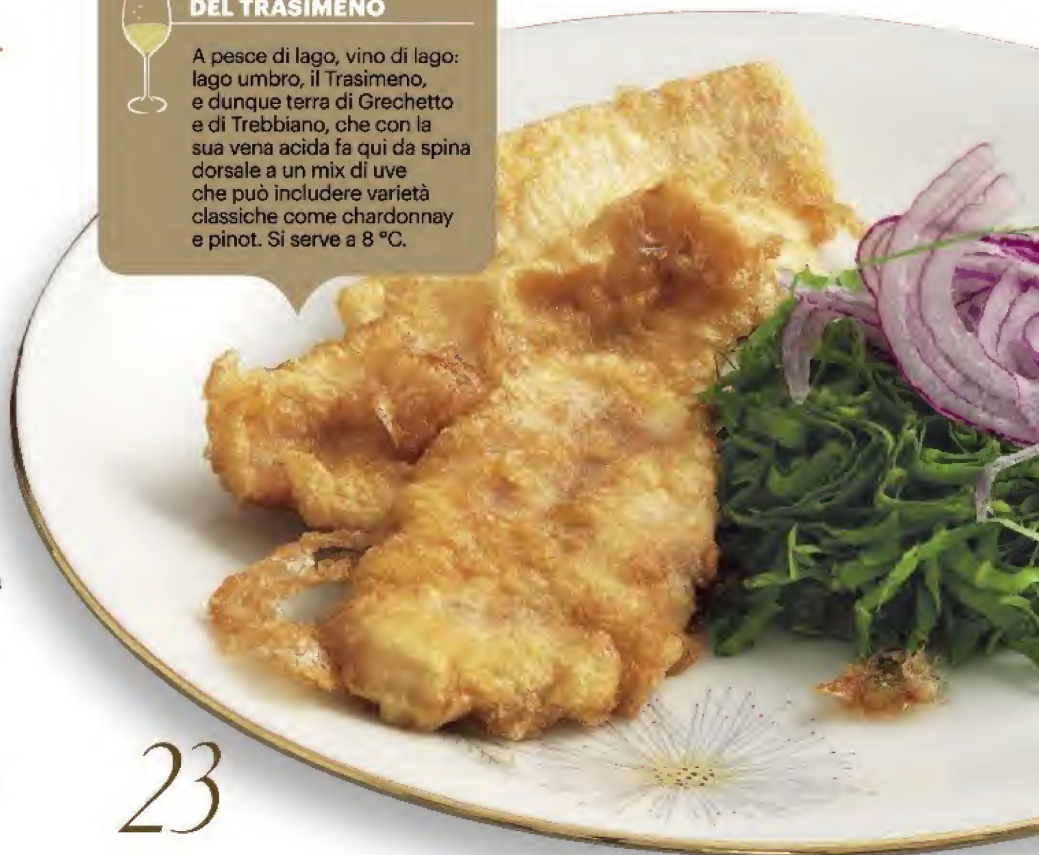 DEL TRASIMENO
A pesce di lago, vino di lago:
lago umbro, il Trasimeno,
e dunque terra di Grechetto
e di Trebbiano, che con la
sua vena acida fa qui da spina
dorsale a un mix di uve
che può includere varietà
classiche come chardonnay
e pinot. Si serve a 8 °C.
23